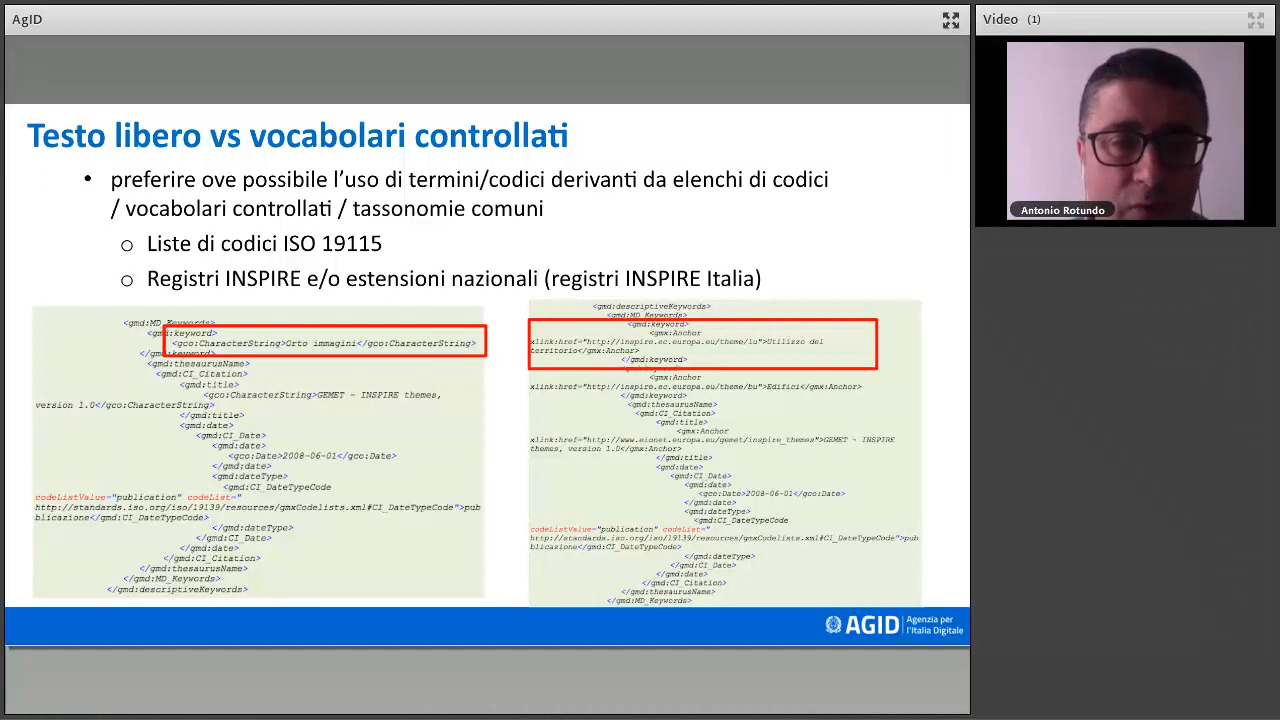 AgID
Video (1)
Antonio Rotundo
Testo libero vs vocabolari controllati
• preferire ove possibile l'uso di termini/codici derivanti da elenchi di codici
/ vocabolari controllati / tassonomie comuni
o Liste di codici ISO 19115
o Registri INSPIRE e/o estensioni nazionali (registri INSPIRE Italia)
<gmd:MD_Keywords>
<gmd:keyword>
<gco:CharacterString>Orto immagini</gco:CharacterString>
</gmd:keyword>
<gmd:thesaurusName>
<gmd:CI_Citation>
<gmd:title>
<gco:CharacterString>GEMET - INSPIRE themes,
version 1.0</gco:CharacterString>
</gmd:title>
<gmd:date>
<gmd:CI_Date>
<gmd:date>
<gco:Date>2008-06-01</gco:Date>
</gmd:date>
<gmd:dateType>
<gmd:CI_DateTypeCode
codeListValue="publication" codeList="
http://standards.iso.org/iso/19139/resources/gmxCodelists.xml#CI_DateTypeCode">pu
bblicazione</gmd:CI_DateTypeCode>
</gmd:dateType>
</gmd:CI_Date>
</gmd:date>
</gmd:CI_Citation>
</gmd:thesaurusName>
</gmd:MD_Keywords>
</gmd:descriptiveKeywords>
<gmd:descriptiveKeywords>
<gmd:MD_Keywords>
<gmd:keyword>
<gmx:Anchor
xlink:href="http://inspire.ec.europa.eu/theme/lu">Utilizzo del
territorio</gmx:Anchor>
</gmd:keyword>
<gmd:keyword>
<gmx:Anchor
xlink:href="http://inspire.ec.europa.eu/theme/bu">Edifici</gmx:Anchor>
</gmd:keyword>
<gmd:thesaurusName>
<gmd:CI_Citation>
<gmd:title>
<gmx:Anchor
xlink:href="http://www.eionet.europa.eu/gemet/inspire_themes">GEMET - INSPIRE
themes, version 1.0</gmx:Anchor>
</gmd:title>
<gmd:date>
<gmd:CI_Date>
<gmd:date>
<gco:Date>2008-06-01</gco:Date>
</gmd:date>
<gmd:dateType>
<gmd:CI_DateTypeCode
codeListValue="publication" codeList="
http://standards.iso.org/iso/19139/resources/gmxCodelists.xml#CI_DateTypeCode">pub
blicazione</gmd:CI_DateTypeCode>
</gmd:dateType>
</gmd:CI_Date>
</gmd:date>
</gmd:CI_Citation>
</gmd:thesaurusName>
</gmd:MD_Keywords>
AGID
Agenzia per
l'Italia Digitale